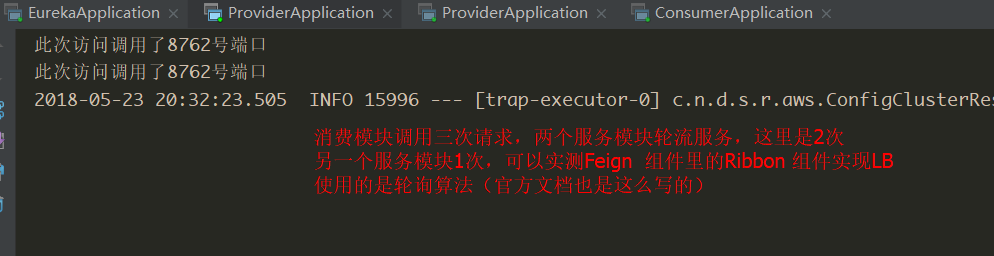 EurekaApplication × ProviderApplication × ProviderApplication × ConsumerApplication ×
此次访问调用了8762号端口
此次访问调用了8762号端口
2018-05-23 20:32:23.505 INFO 15996 --- [trap-executor-0] c.n.d.s.r.aws.ConfigClusterRes
消费模块调用三次请求，两个服务模块轮流服务，这里是2次
另一个服务模块1次，可以实测Feign 组件里的Ribbon 组件实现LB
使用的是轮询算法（官方文档也是这么写的）